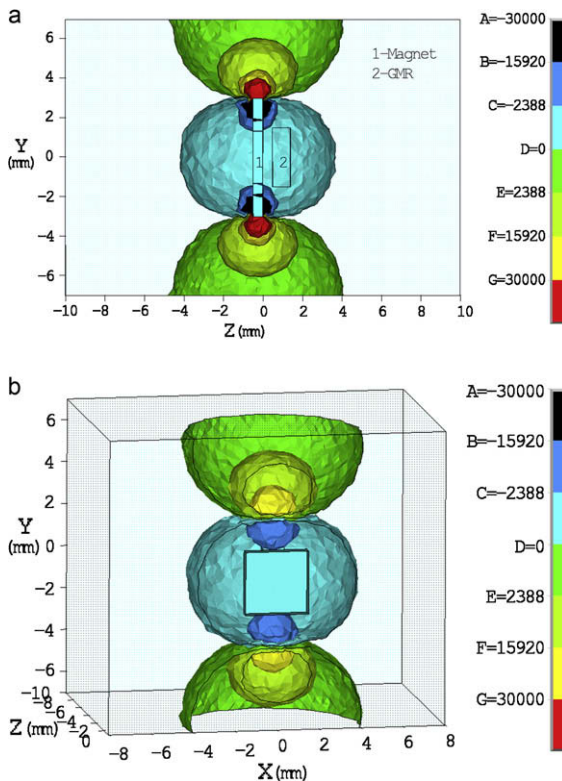 a
1-Magnet
2-GMR
6
4
2
0
-2
-4
-6
Y
(mm)
1
2
-10 -8 -6 -4 -2 0 2 4 6 8 10
Z (mm)
A=-30000
B=-15920
C=-2388
D=0
E=2388
F=15920
G=30000
b
6
4
2
0
-2
-4
-6
Y
(mm)
-10
-8
-6
-4
-2
0
Z (mm)
-8 -6 -4 -2 0 2 4 6 8
X (mm)
A=-30000
B=-15920
C=-2388
D=0
E=2388
F=15920
G=30000